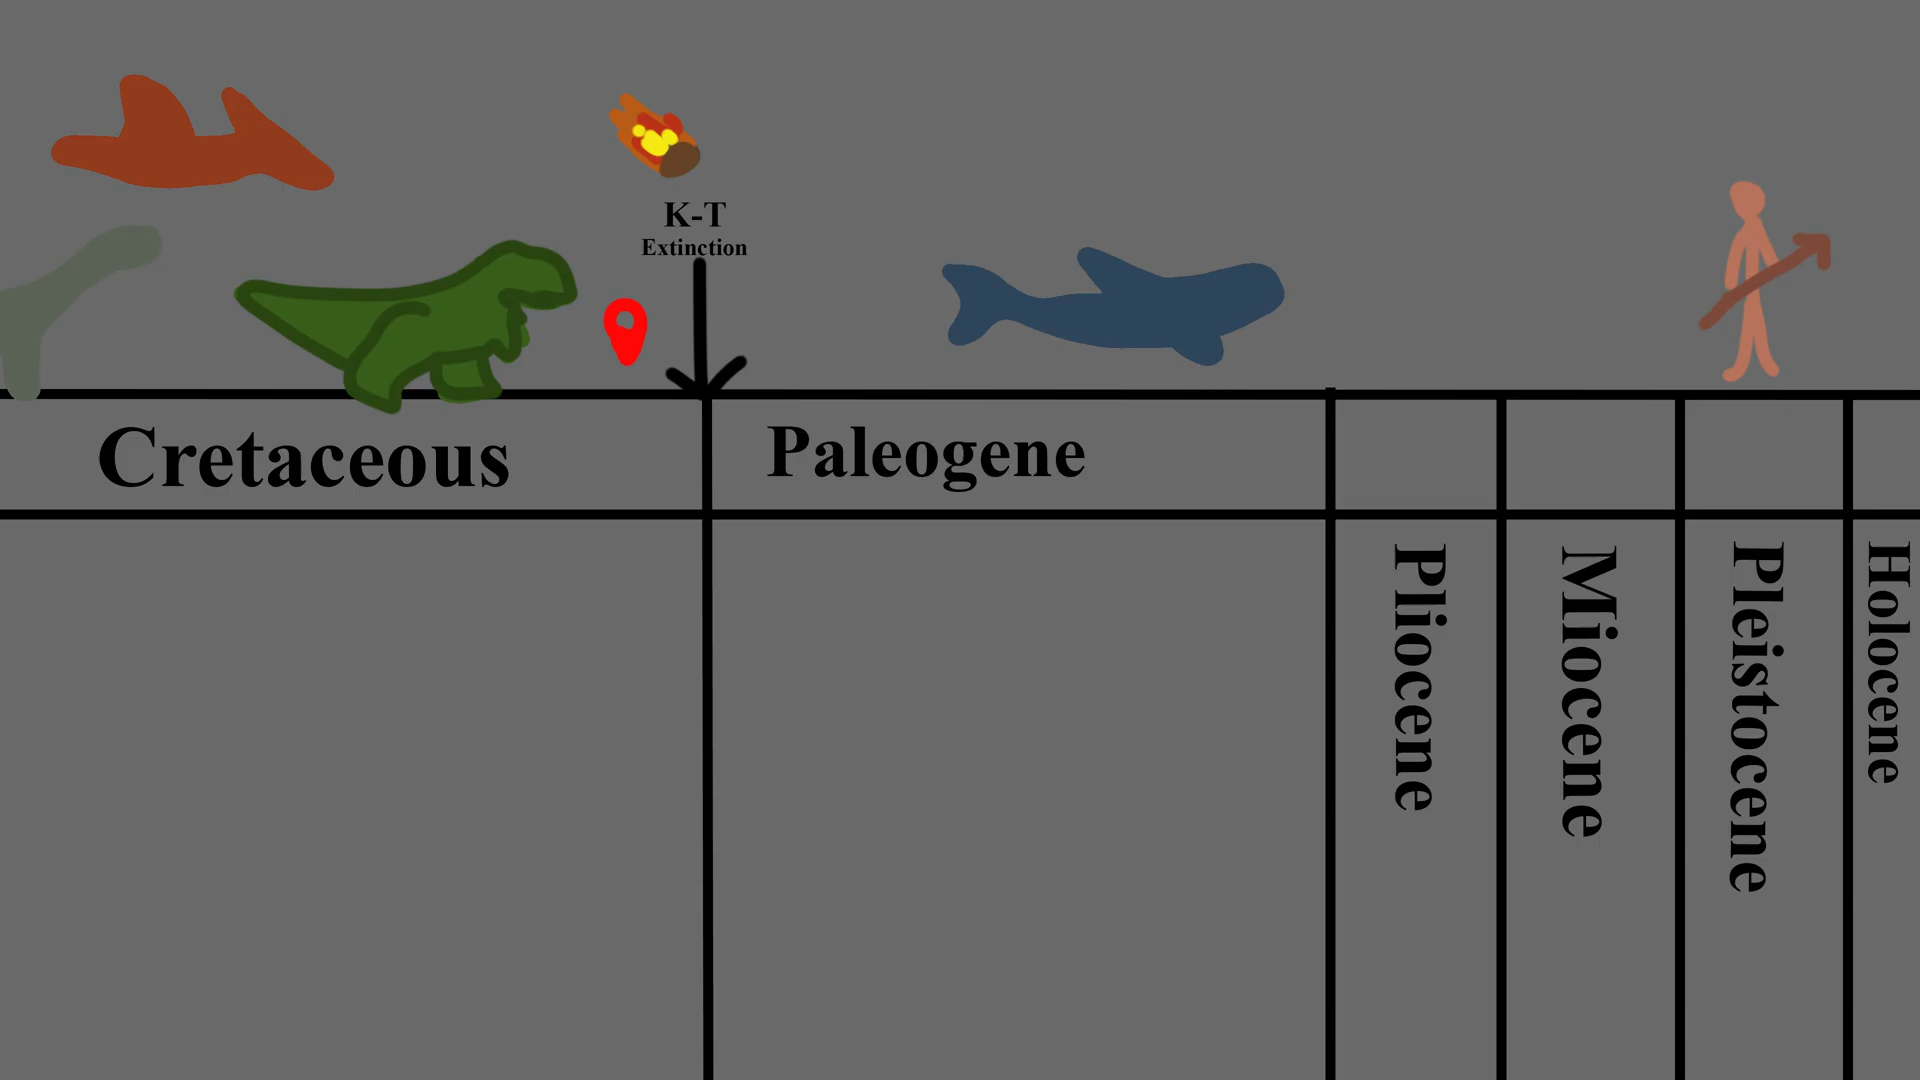 K-T
Extinction
Cretaceous
Paleogene
Pliocene
Miocene
Pleistocene
Holocene